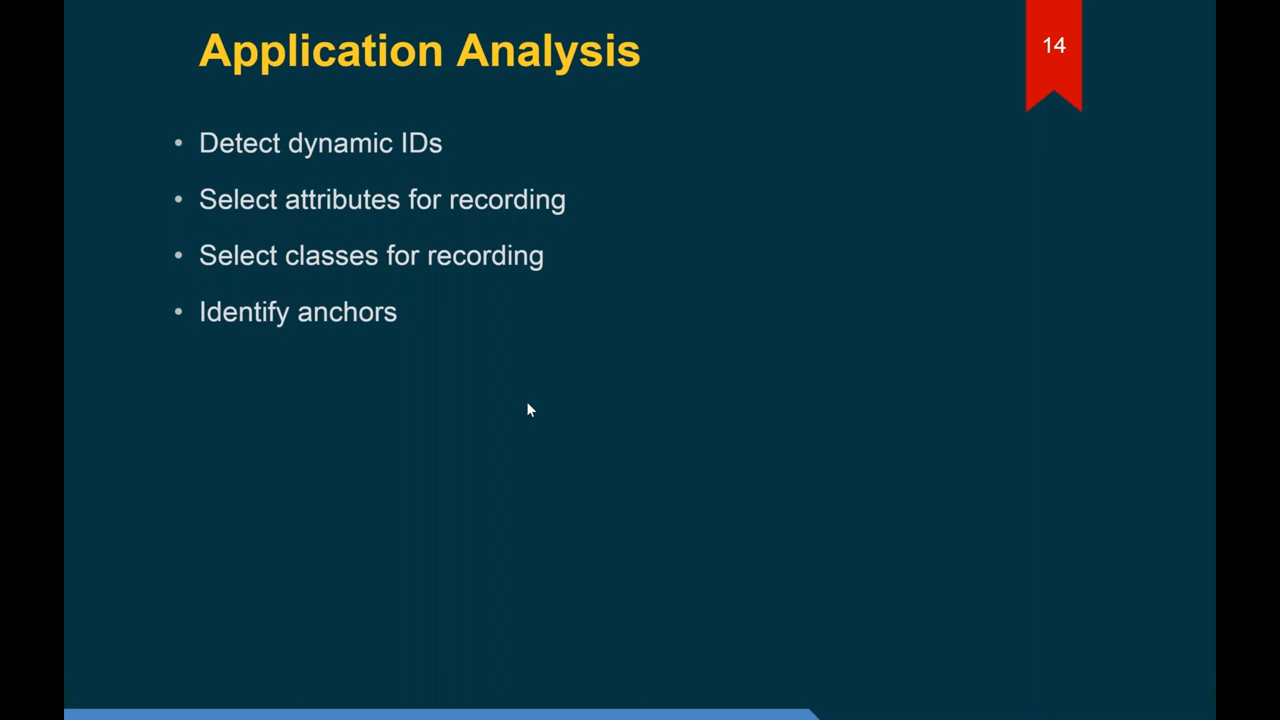 Application Analysis
14
• Detect dynamic IDs
• Select attributes for recording
• Select classes for recording
• Identify anchors